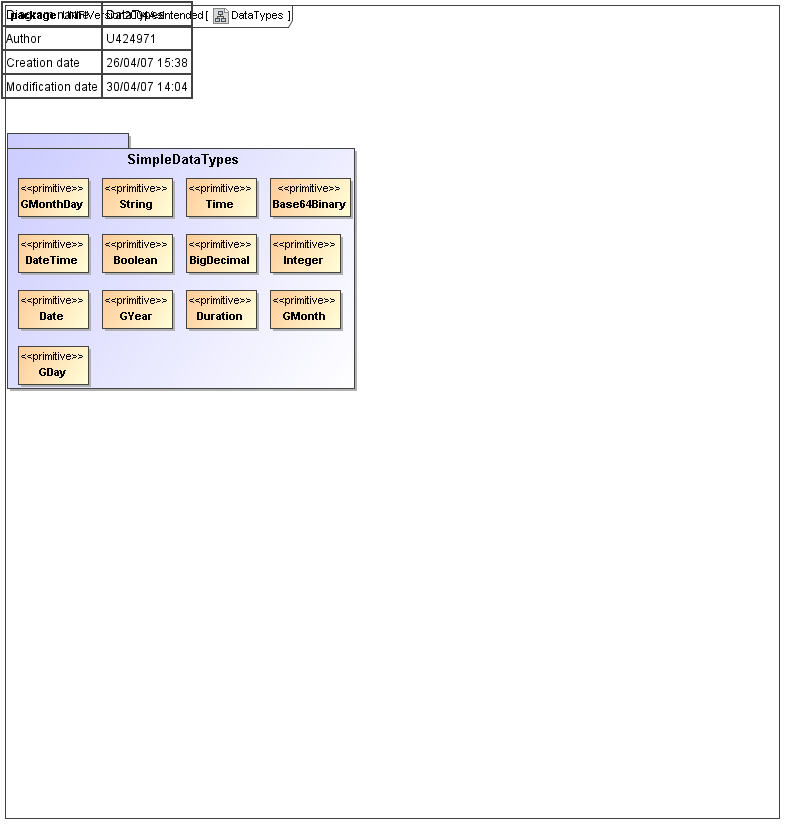 Diagram name DataTypes
package [ DataTypes ]
Author U424971
Creation date 26/04/07 15:38
Modification date 30/04/07 14:04
SimpleDataTypes
<<primitive>> <<primitive>> <<primitive>> <<primitive>>
GMonthDay String Time Base64Binary
<<primitive>> <<primitive>> <<primitive>> <<primitive>>
DateTime Boolean BigDecimal Integer
<<primitive>> <<primitive>> <<primitive>> <<primitive>>
Date GYear Duration GMonth
<<primitive>>
GDay